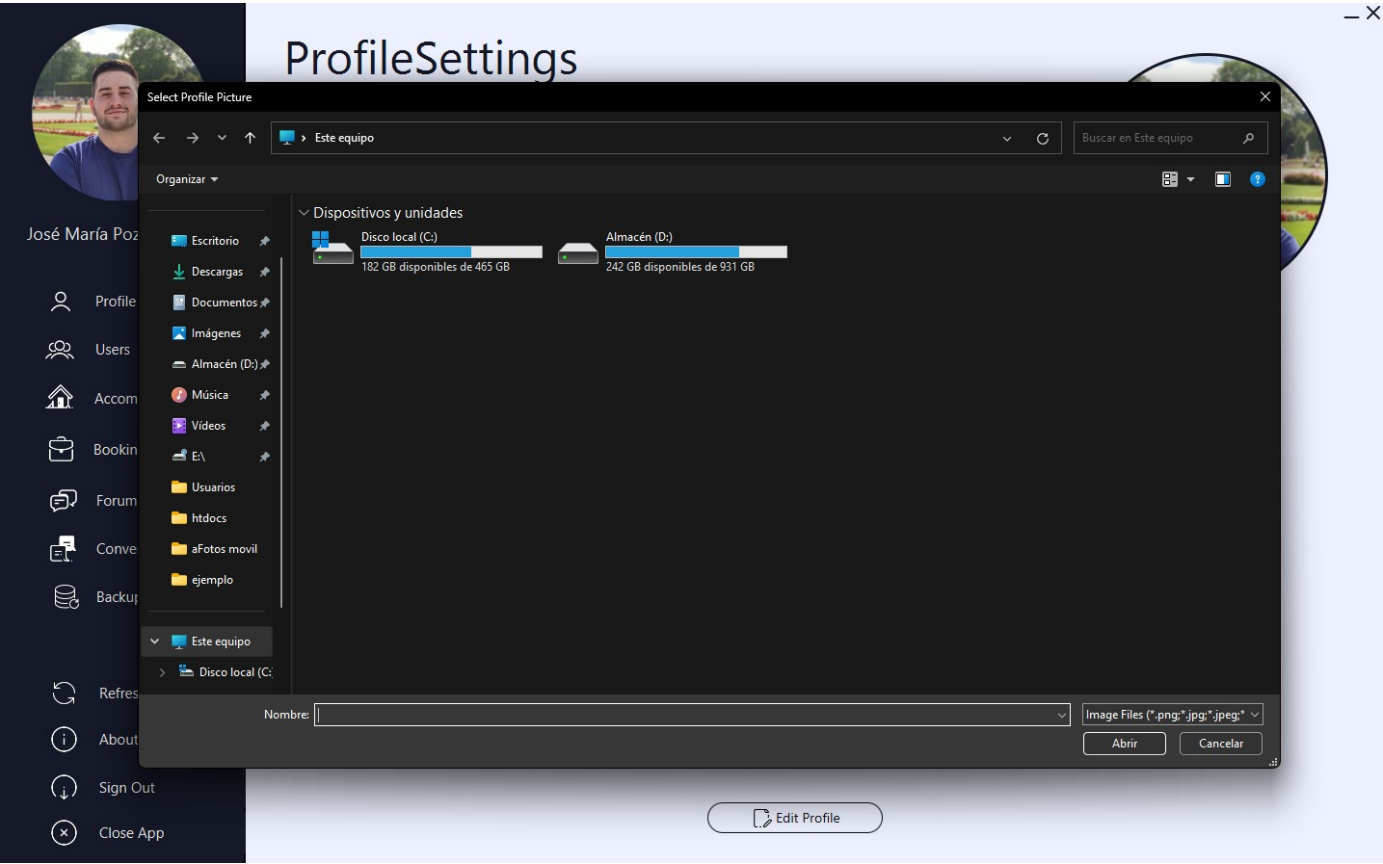 ProfileSettings
José María Poz
Profile
Users
Accom
Bookin
Forum
Conve
Backup
Refres
About
Sign Out
Close App
Select Profile Picture
Este equipo
Buscar en Este equipo
Organizar
Escritorio
Descargas
Documentos
Imágenes
Almacén (D:)
Música
Vídeos
E:\
Usuarios
htdocs
aFotos movil
ejemplo
Este equipo
Disco local (C:
Dispositivos y unidades
Disco local (C:)
182 GB disponibles de 465 GB
Almacén (D:)
242 GB disponibles de 931 GB
Nombre:
Image Files (*.png;*.jpg;*.jpeg;*
Abrir
Cancelar
Edit Profile